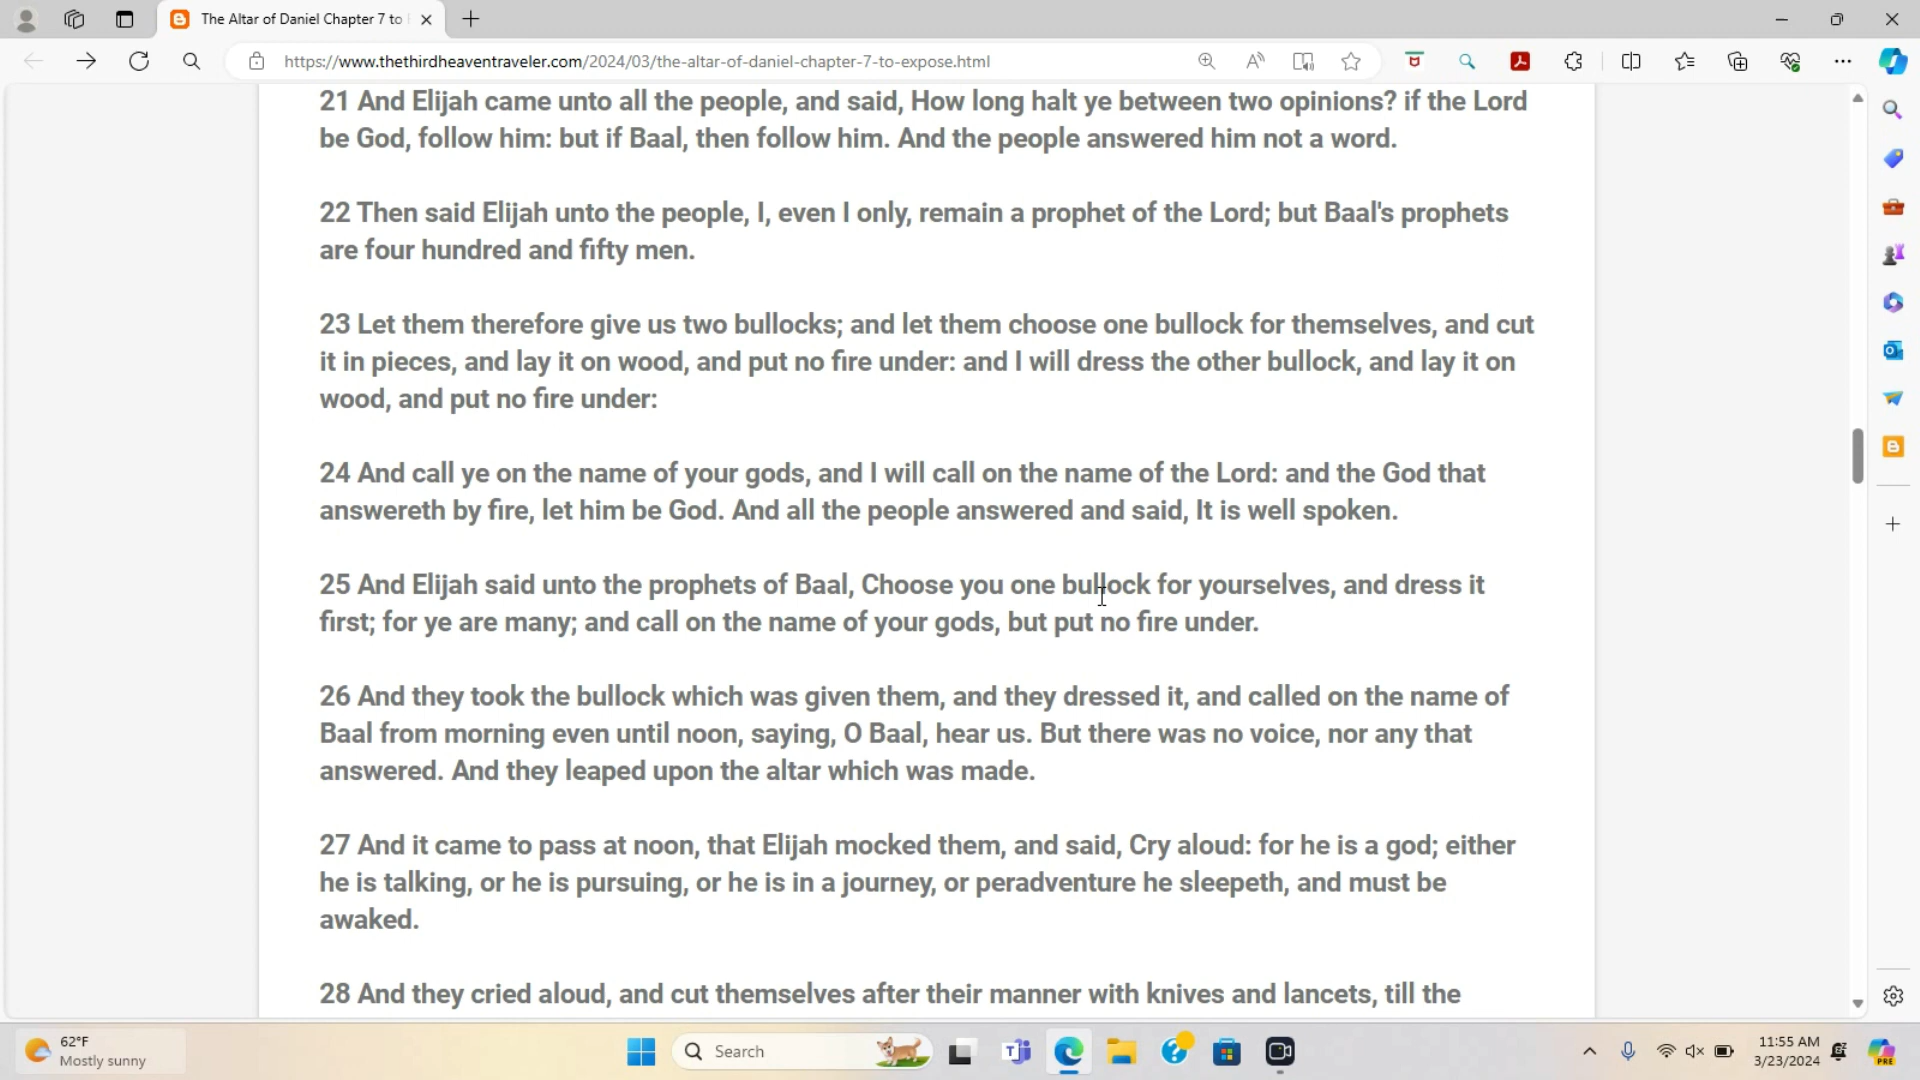 The Altar of Daniel Chapter 7 to
https://www.thethirdheaventraveler.com/2024/03/the-altar-of-daniel-chapter-7-to-expose.html
21 And Elijah came unto all the people, and said, How long halt ye between two opinions? if the Lord
be God, follow him: but if Baal, then follow him. And the people answered him not a word.
22 Then said Elijah unto the people, I, even I only, remain a prophet of the Lord; but Baal's prophets
are four hundred and fifty men.
23 Let them therefore give us two bullocks; and let them choose one bullock for themselves, and cut
it in pieces, and lay it on wood, and put no fire under: and I will dress the other bullock, and lay it on
wood, and put no fire under:
24 And call ye on the name of your gods, and I will call on the name of the Lord: and the God that
answereth by fire, let him be God. And all the people answered and said, It is well spoken.
25 And Elijah said unto the prophets of Baal, Choose you one bullock for yourselves, and dress it
first; for ye are many; and call on the name of your gods, but put no fire under.
26 And they took the bullock which was given them, and they dressed it, and called on the name of
Baal from morning even until noon, saying, O Baal, hear us. But there was no voice, nor any that
answered. And they leaped upon the altar which was made.
27 And it came to pass at noon, that Elijah mocked them, and said, Cry aloud: for he is a god; either
he is talking, or he is pursuing, or he is in a journey, or peradventure he sleepeth, and must be
awaked.
28 And they cried aloud, and cut themselves after their manner with knives and lancets, till the
62°F
Mostly sunny
Search
11:55 AM
3/23/2024
PRE